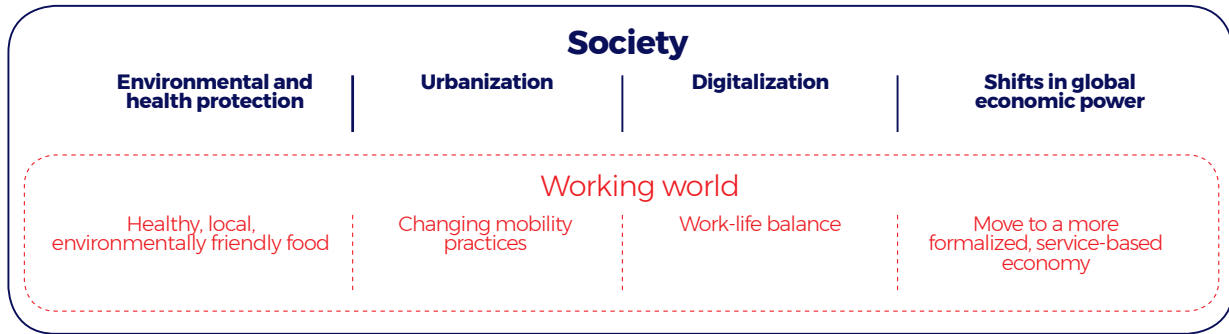 Society
Environmental and
health protection
Urbanization
Digitalization
Shifts in global
economic power
Working world
Healthy, local,
environmentally friendly food
Changing mobility
practices
Work-life balance
Move to a more
formalized, service-based
economy